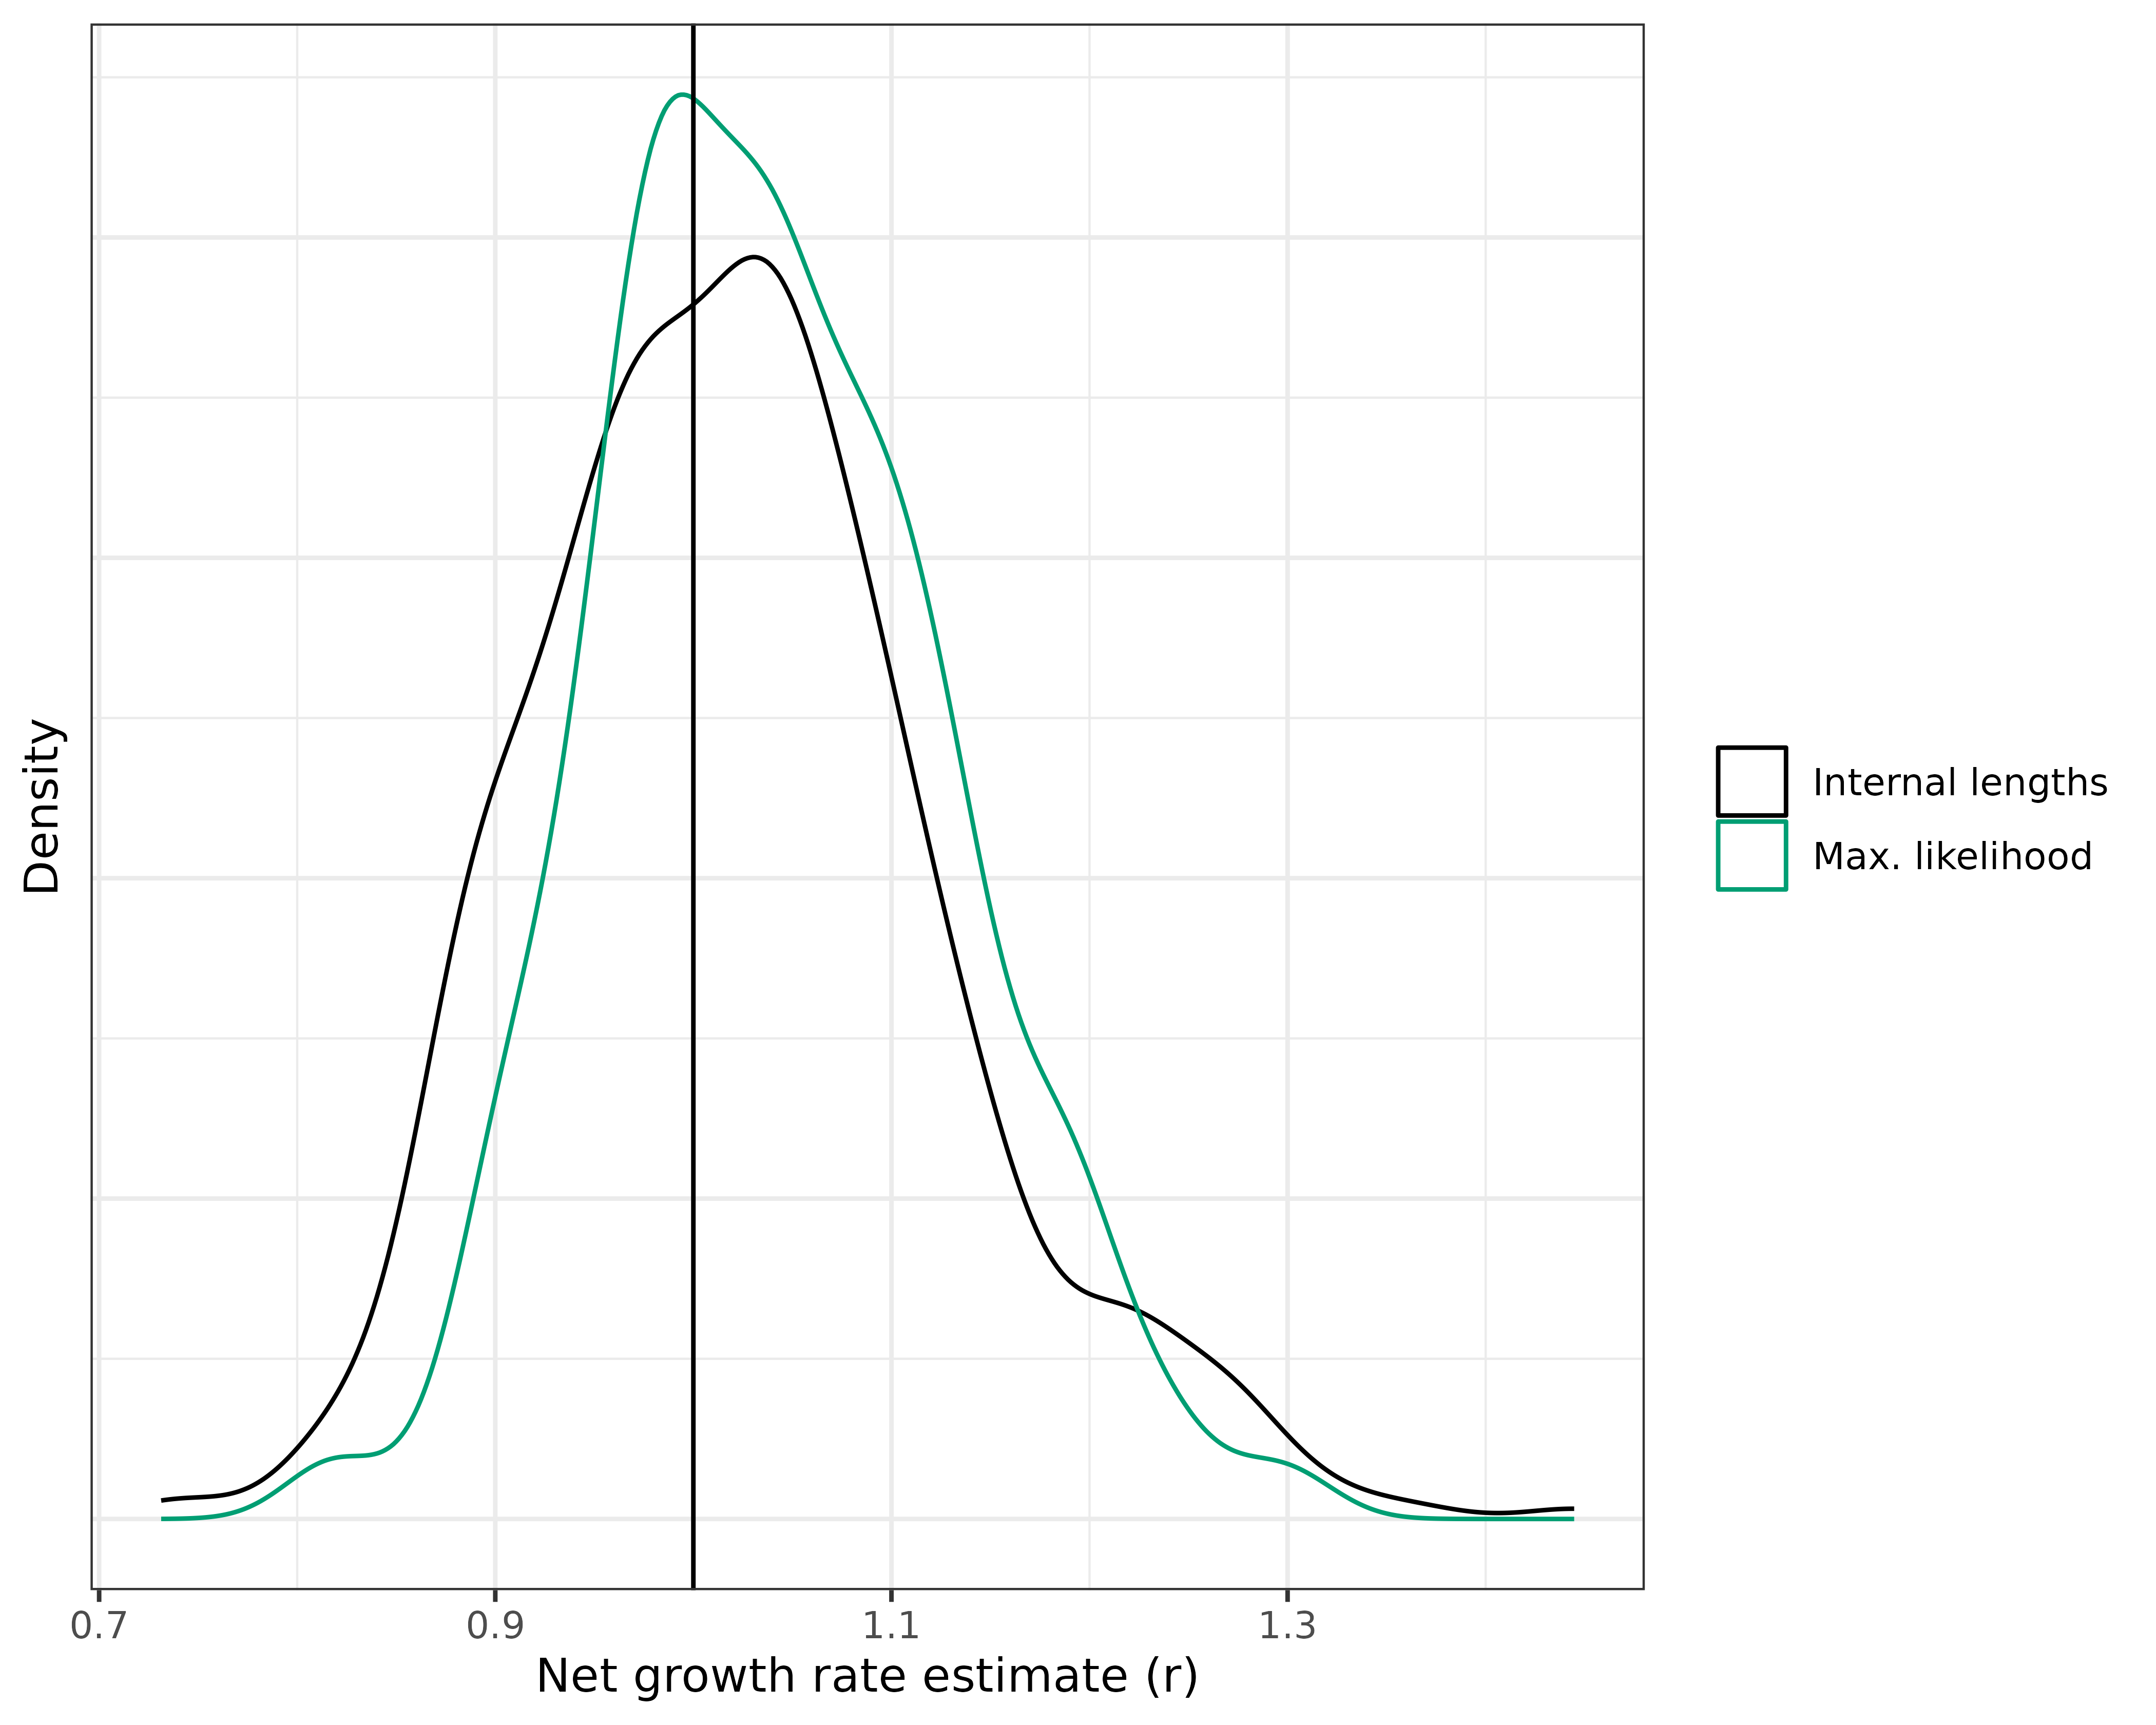 Density
0.7
0.9
1.1
1.3
Net growth rate estimate (r)
Internal lengths
Max. likelihood